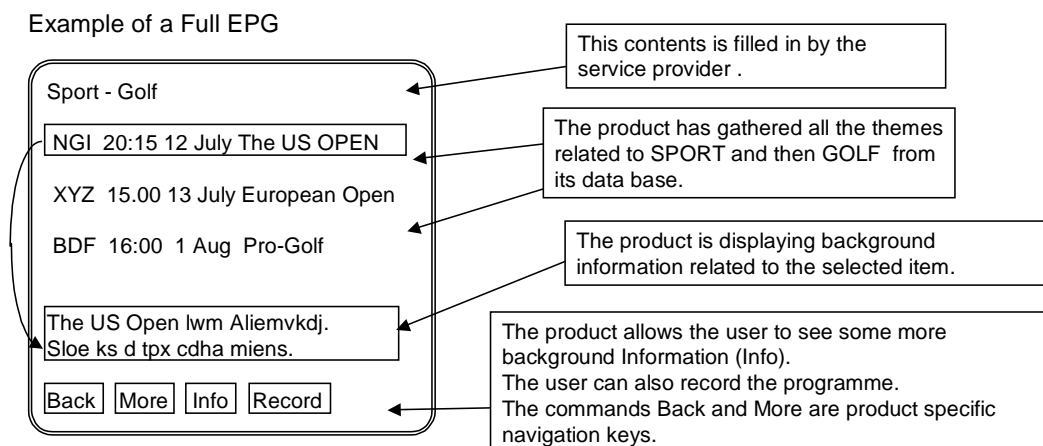 Example of a Full EPG
Sport - Golf
NGI 20:15 12 July The US OPEN
XYZ 15.00 13 July European Open
BDF 16:00 1 Aug Pro-Golf
The US Open lwm Aliemvkdj.
Sloe ks d tpx cdha miens.
Back More Info Record
This contents is filled in by the
service provider .
The product has gathered all the themes
related to SPORT and then GOLF from
its data base.
The product is displaying background
information related to the selected item.
The product allows the user to see some more
background Information (Info).
The user can also record the programme.
The commands Back and More are product specific
navigation keys.